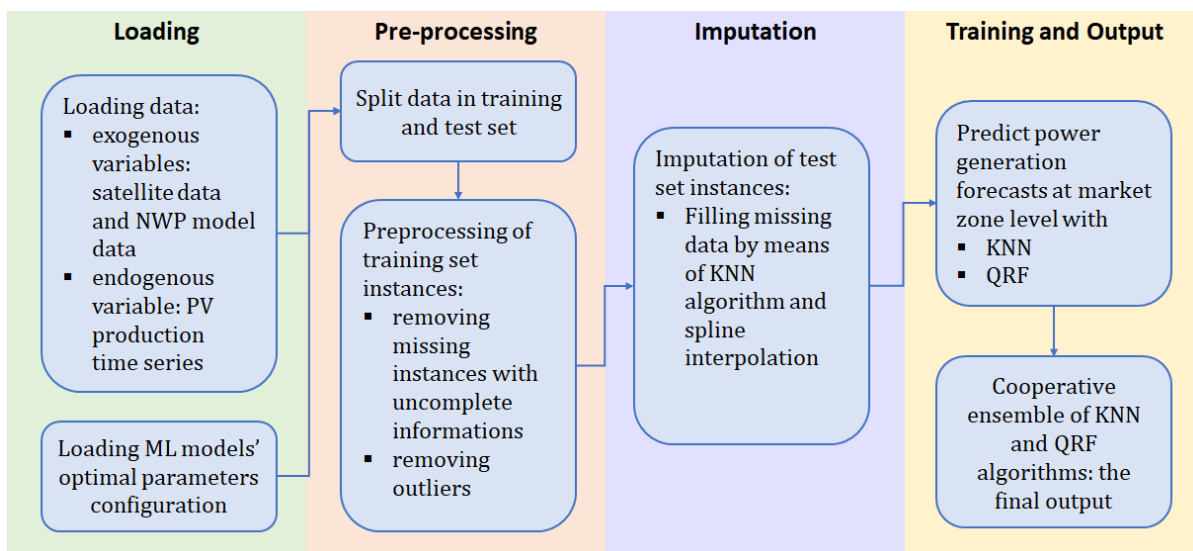 Loading
Loading data:
▪ exogenous
variables:
satellite data
and NWP model
data
▪ endogenous
variable: PV
production
time series
Loading ML models’
optimal parameters
configuration
Pre-processing
Split data in training
and test set
Preprocessing of
training set
instances:
▪ removing
missing
instances with
uncomplete
informations
▪ removing
outliers
Imputation
Imputation of test
set instances:
▪ Filling missing
data by means
of KNN
algorithm and
spline
interpolation
Training and Output
Predict power
generation
forecasts at market
zone level with
▪ KNN
▪ QRF
Cooperative
ensemble of KNN
and QRF
algorithms: the
final output